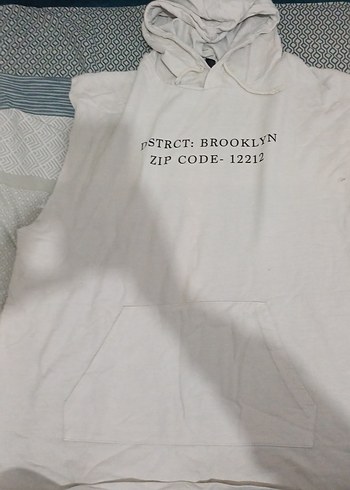 DSTRCT: BROOKLYN
ZIP CODE- 12212